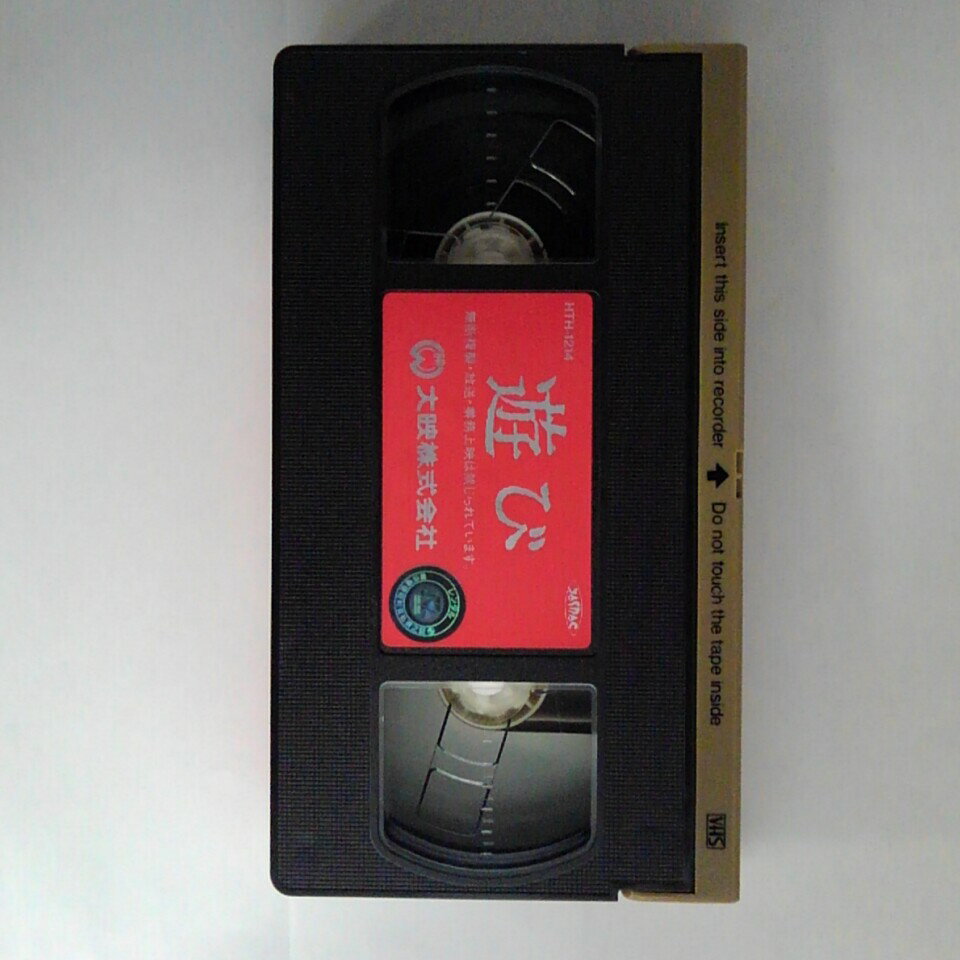 HTH-1214
遊び
無断・複製・放送・業務上映は禁じられています。
大映株式会社
JASRAC
Insert this side into recorder
Do not touch the tape inside
VHS